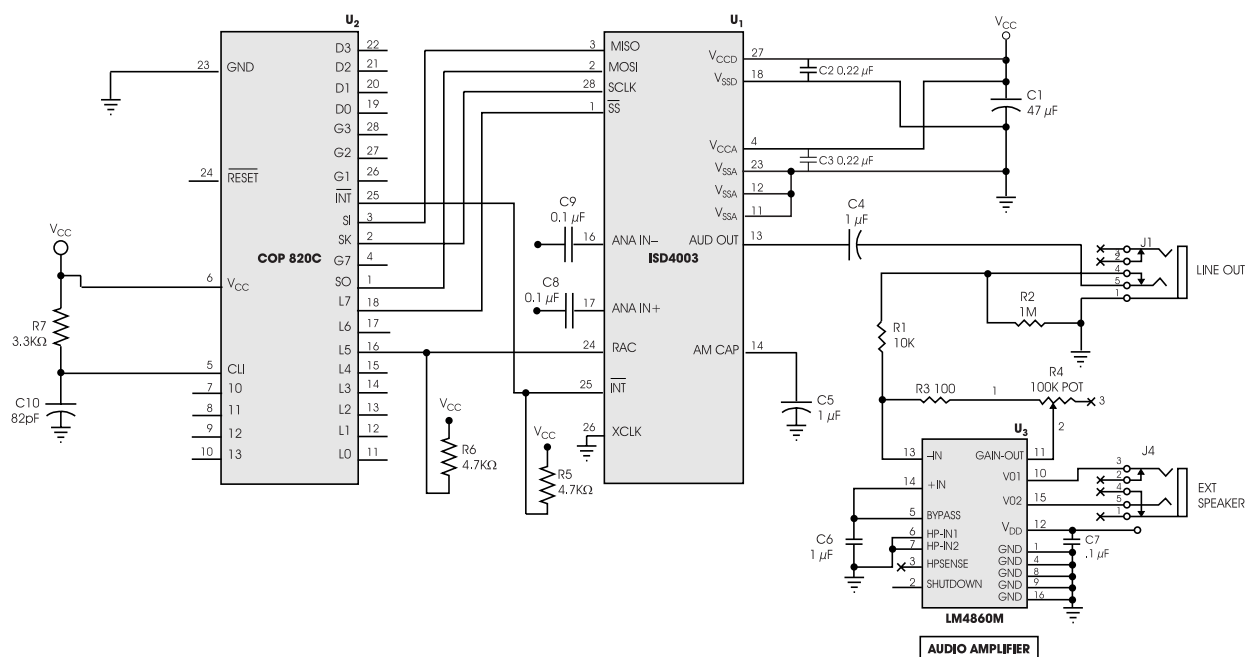 U2
COP 820C
23 GND
24 RESET
VCC
6 VCC
R7
3.3KΩ
5 CLI
C10
82pF
7 10
8 11
9 12
10 13
D3 22
D2 21
D1 20
D0 19
G3 28
G2 27
G1 26
INT 25
SI 3
SK 2
G7 4
SO 1
L7 18
L6 17
L5 16
L4 15
L3 14
L2 13
L1 12
L0 11
VCC
R6
4.7KΩ
VCC
R5
4.7KΩ
C9
0.1 µF
C8
0.1 µF
U1
ISD4003
3 MISO
2 MOSI
28 SCLK
1 SS
16 ANA IN–
17 ANA IN+
24 RAC
25 INT
26 XCLK
VCCD 27
VSSD 18
VCCA 4
VSSA 23
VSSA 12
VSSA 11
AUD OUT 13
AM CAP 14
C2 0.22 µF
C3 0.22 µF
VCC
C1
47 µF
C4
1 µF
C5
1 µF
J1
3
2
4
5
1
LINE OUT
R2
1M
R1
10K
R3 100
1
R4
100K POT
3
2
U3
13 –IN
14 +IN
5 BYPASS
6 HP-IN1
7 HP-IN2
3 HPSENSE
2 SHUTDOWN
GAIN-OUT 11
V01 10
V02 15
VDD 12
GND 1
GND 4
GND 8
GND 9
GND 16
C6
1 µF
C7
.1 µF
J4
3
2
4
5
1
EXT
SPEAKER
LM4860M
AUDIO AMPLIFIER